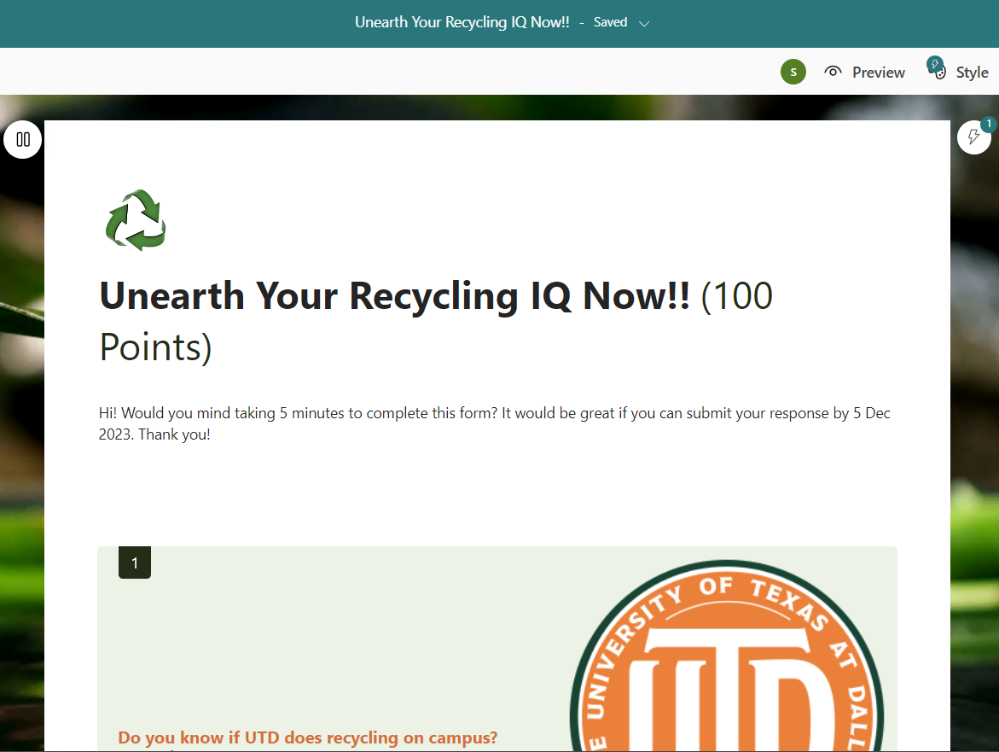 Unearth Your Recycling IQ Now!! - Saved
S
Preview
Style
1
Unearth Your Recycling IQ Now!! (100
Points)
Hi! Would you mind taking 5 minutes to complete this form? It would be great if you can submit your response by 5 Dec
2023. Thank you!
1
UNIVERSITY OF TEXAS AT DALL
UTD
Do you know if UTD does recycling on campus?